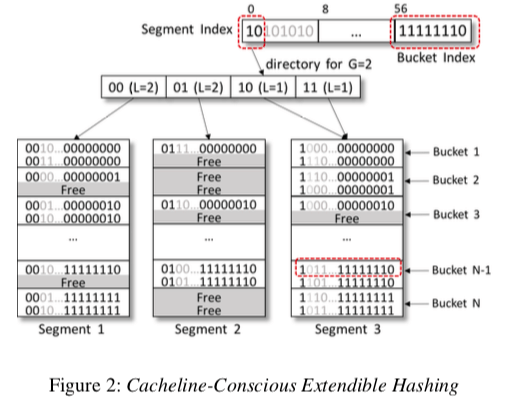 0 8 56
Segment Index 10101010 ... 11111110
directory for G=2 Bucket Index
00 (L=2) 01 (L=2) 10 (L=1) 11 (L=1)
0010...00000000 0111...00000000 1000...00000000 Bucket 1
0011...00000000 Free 1110...00000000
0000...00000001 Free 1110...00000001 Bucket 2
Free Free 1000...00000001
0001...00000010 0110...00000010 1000...00000010 Bucket 3
0010...00000010 Free Free
... ... ...
0010...11111110 0100...11111110 1011...11111110 Bucket N-1
Free 0101...11111110 1101...11111110
0001...11111111 Free 1110...11111111 Bucket N
0010...11111111 Free 1011...11111111
Segment 1 Segment 2 Segment 3
Figure 2: Cacheline-Conscious Extendible Hashing